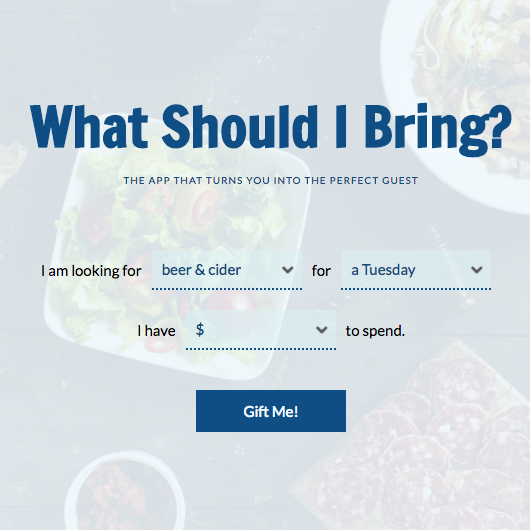 What Should I Bring?
THE APP THAT TURNS YOU INTO THE PERFECT GUEST
I am looking for beer & cider for a Tuesday
I have $ to spend.
Gift Me!